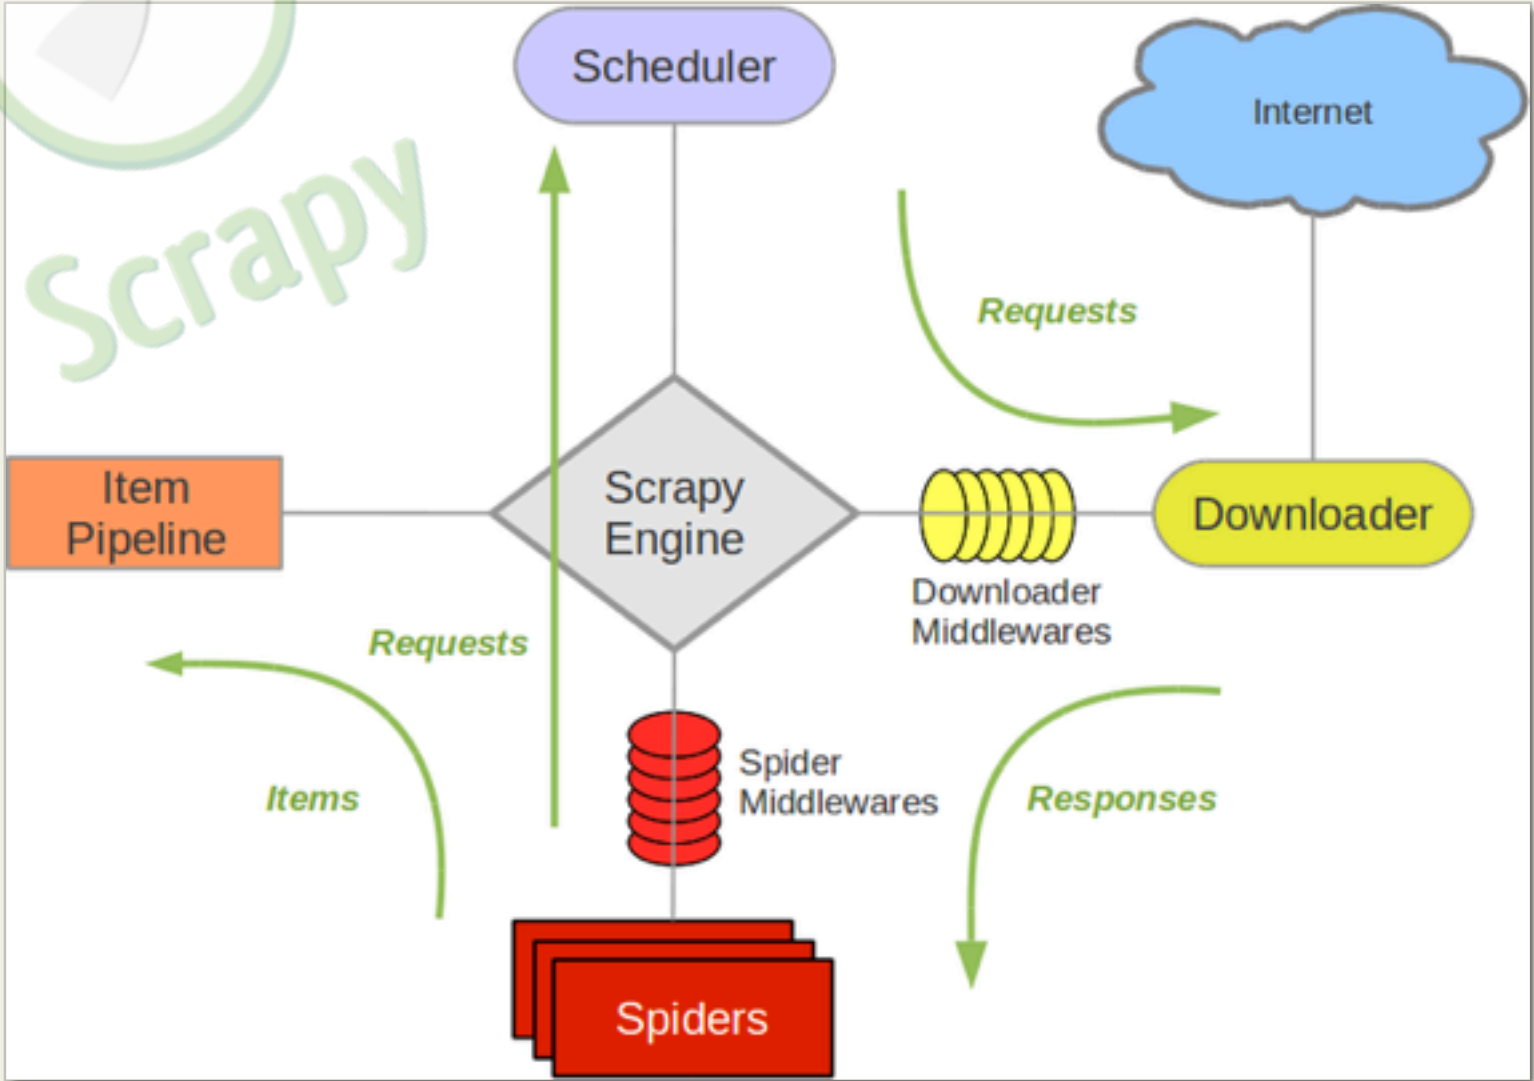 Scheduler
Internet
Scrapy
Requests
Item
Pipeline
Scrapy
Engine
Downloader
Downloader
Middlewares
Requests
Items
Spider
Middlewares
Responses
Spiders